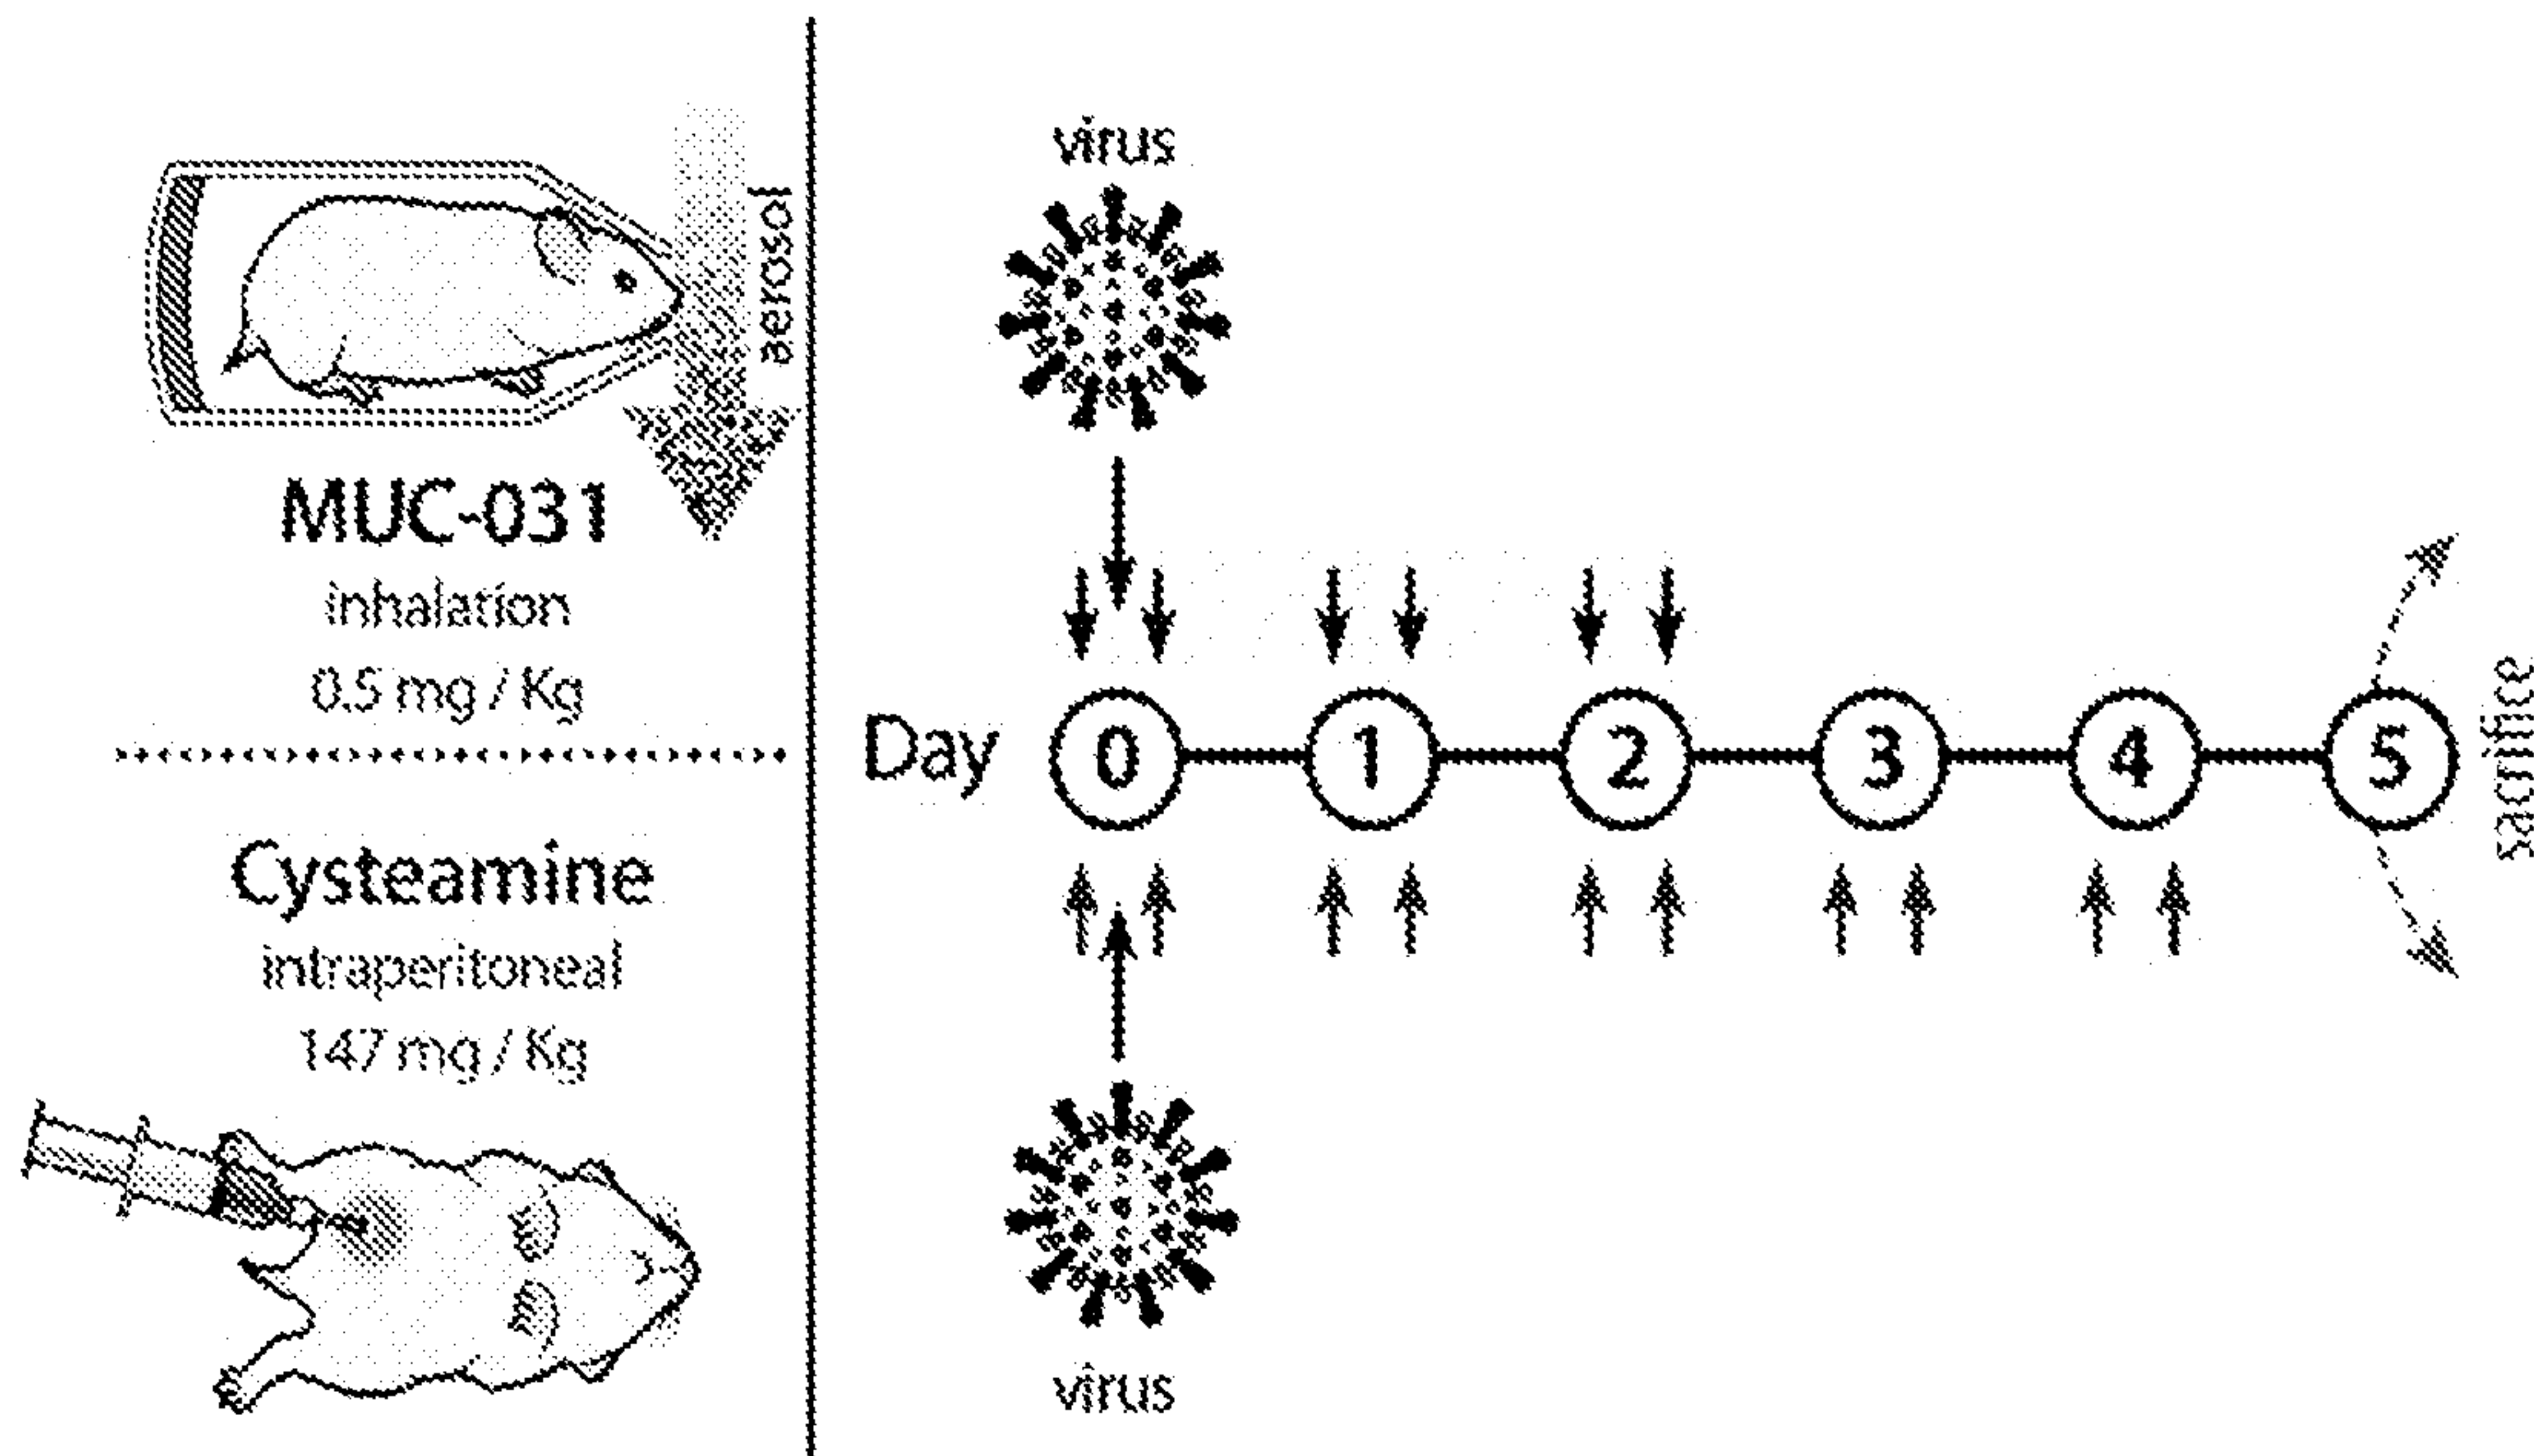 aerosol
MUC-031
inhalation
0.5 mg / Kg
Cysteamine
intraperitoneal
147 mg / Kg
virus
Day 0 1 2 3 4 5
sacrifice
virus